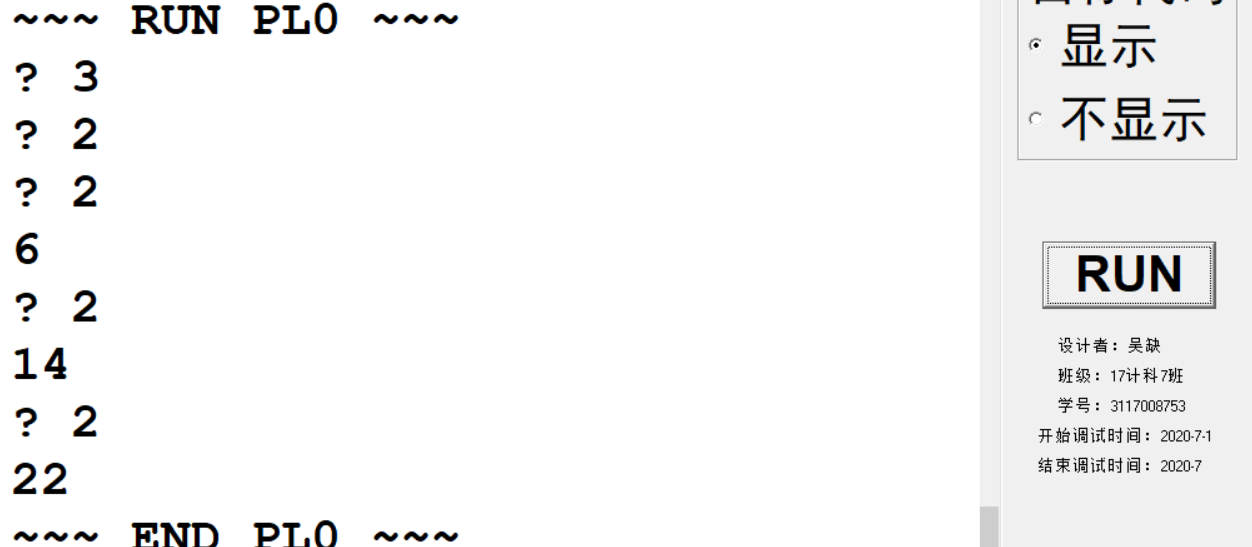 ~~~ RUN PL0 ~~~
? 3
? 2
? 2
6
? 2
14
? 2
22
~~~ END PL0 ~~~
显示
不显示
RUN
设计者：吴缺
班级：17计科7班
学号：3117008753
开始调试时间：2020-7-1
结束调试时间：2020-7